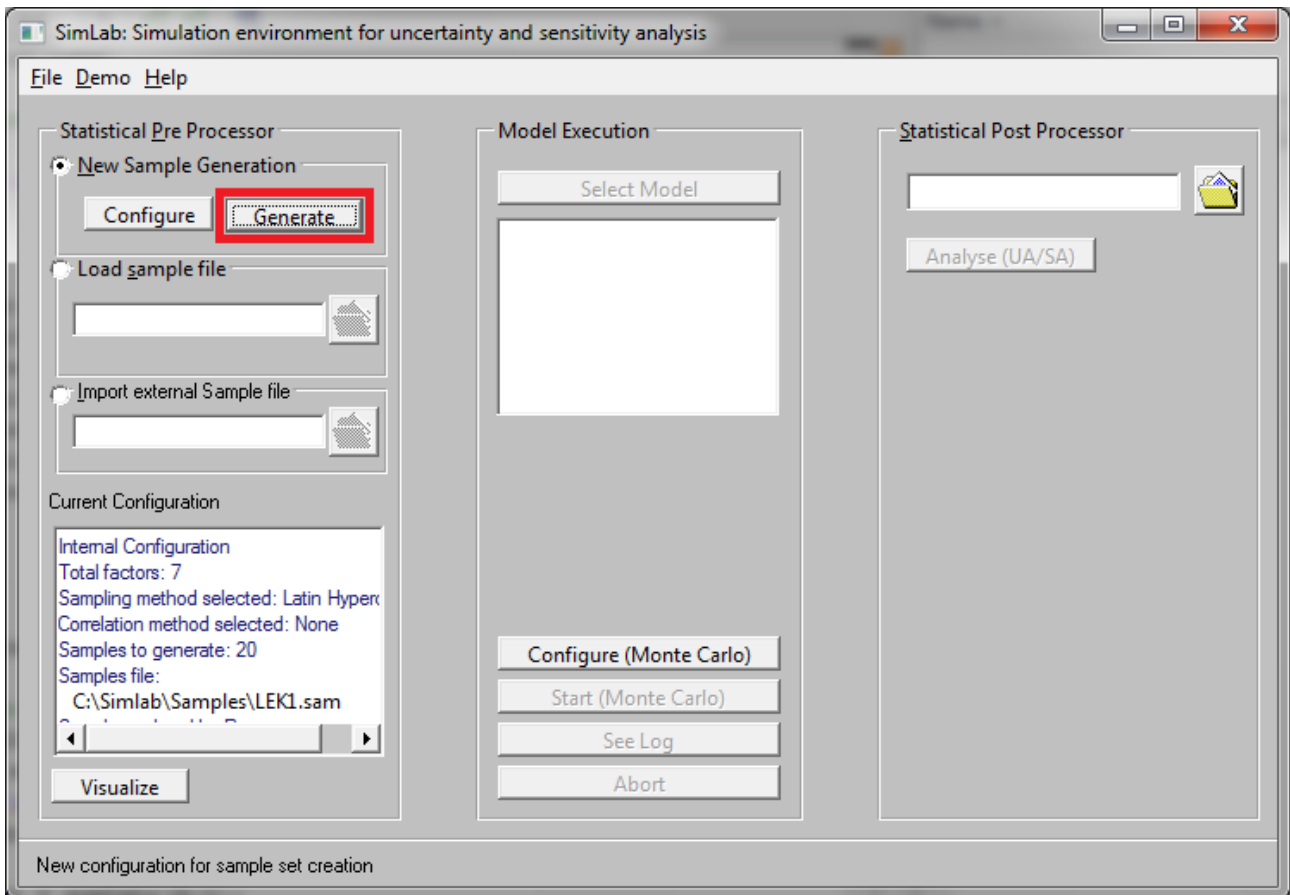 SimLab: Simulation environment for uncertainty and sensitivity analysis
File Demo Help
Statistical Pre Processor
New Sample Generation
Configure Generate
Load sample file
Import external Sample file
Current Configuration
Internal Configuration
Total factors: 7
Sampling method selected: Latin Hyperc
Correlation method selected: None
Samples to generate: 20
Samples file:
C:\Simlab\Samples\LEK1.sam
Visualize
Model Execution
Select Model
Configure (Monte Carlo)
Start (Monte Carlo)
See Log
Abort
Statistical Post Processor
Analyse (UA/SA)
New configuration for sample set creation